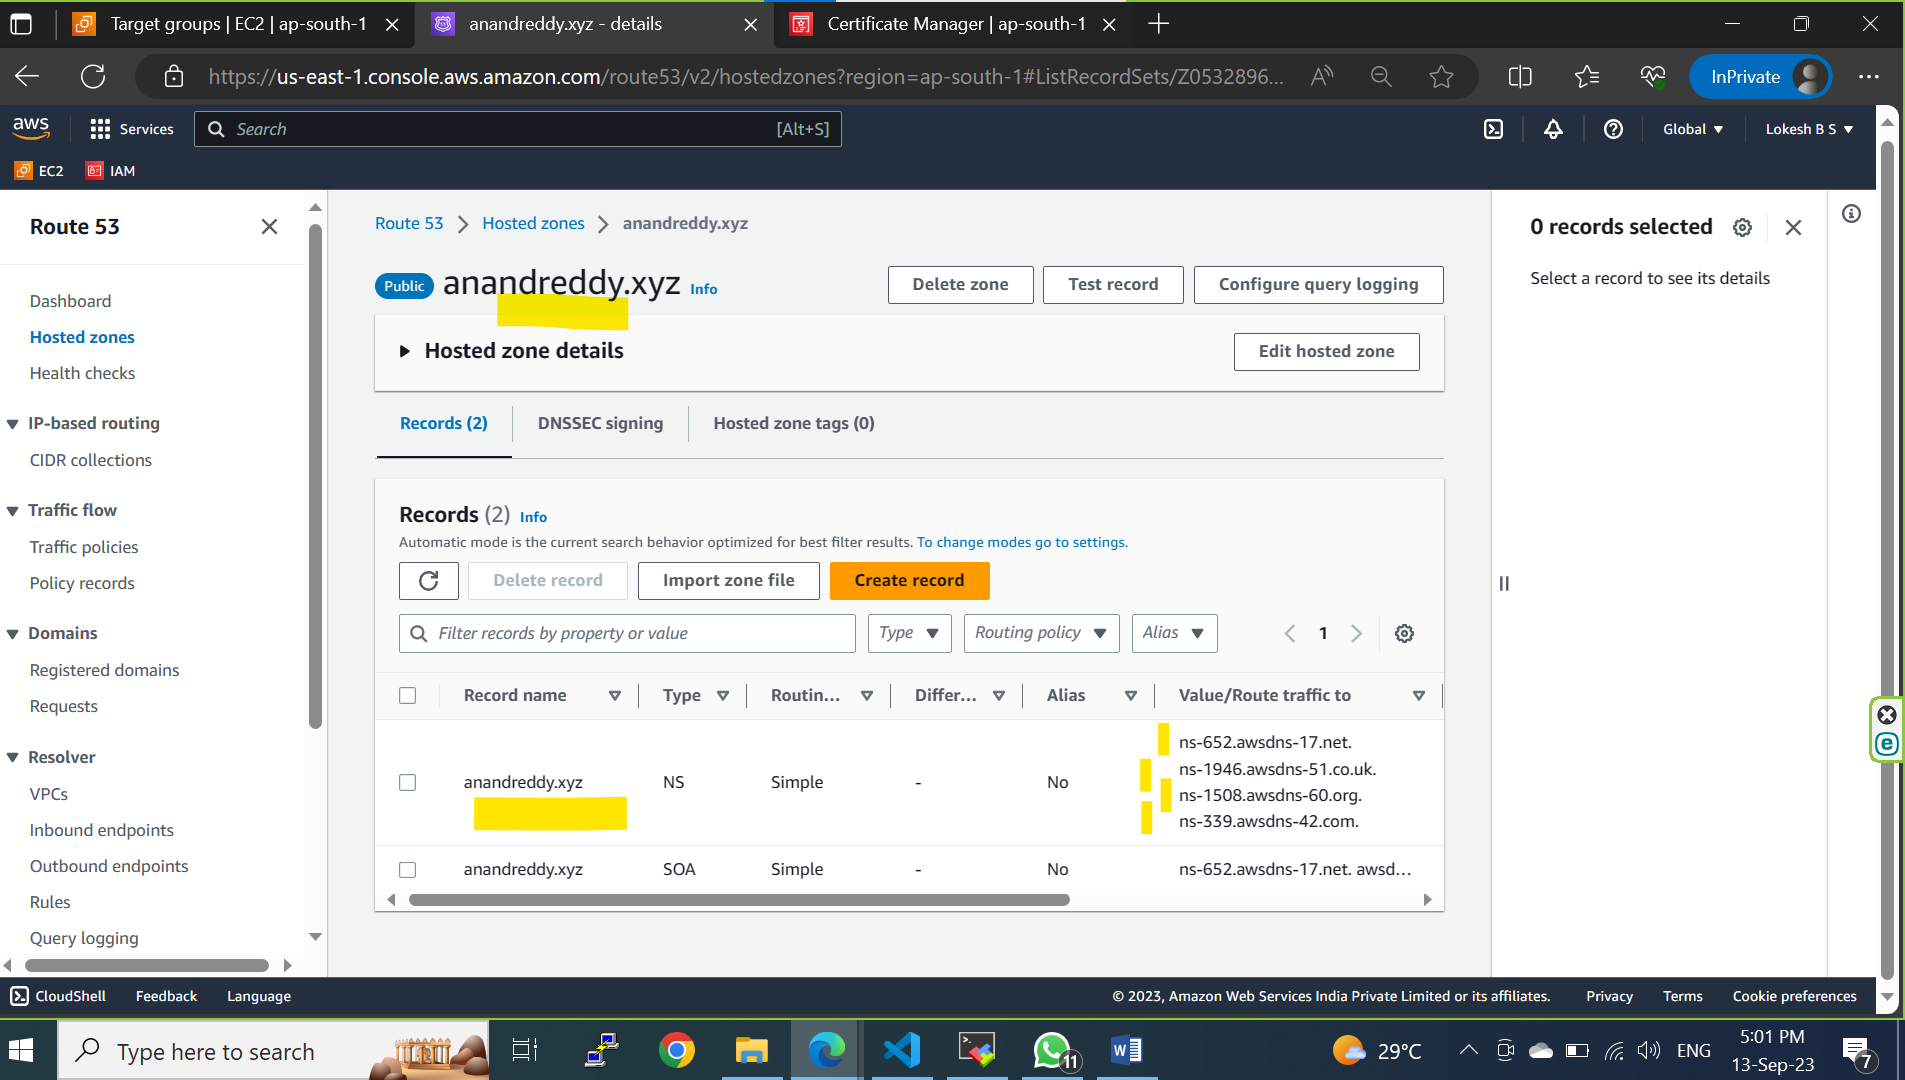 Target groups | EC2 | ap-south-1
anandreddy.xyz - details
Certificate Manager | ap-south-1
https://us-east-1.console.aws.amazon.com/route53/v2/hostedzones?region=ap-south-1#ListRecordSets/Z0532896...
InPrivate
aws
Services
Search
[Alt+S]
Global
Lokesh B S
EC2
IAM
Route 53
Dashboard
Hosted zones
Health checks
IP-based routing
CIDR collections
Traffic flow
Traffic policies
Policy records
Domains
Registered domains
Requests
Resolver
VPCs
Inbound endpoints
Outbound endpoints
Rules
Query logging
Route 53
Hosted zones
anandreddy.xyz
Public
anandreddy.xyz
Info
Delete zone
Test record
Configure query logging
Hosted zone details
Edit hosted zone
Records (2)
DNSSEC signing
Hosted zone tags (0)
Records (2) Info
Automatic mode is the current search behavior optimized for best filter results. To change modes go to settings.
Delete record
Import zone file
Create record
Filter records by property or value
Type
Routing policy
Alias
1
Record name
Type
Routin...
Differ...
Alias
Value/Route traffic to
anandreddy.xyz
NS
Simple
-
No
ns-652.awsdns-17.net.
ns-1946.awsdns-51.co.uk.
ns-1508.awsdns-60.org.
ns-339.awsdns-42.com.
anandreddy.xyz
SOA
Simple
-
No
ns-652.awsdns-17.net. awsd...
0 records selected
Select a record to see its details
CloudShell
Feedback
Language
© 2023, Amazon Web Services India Private Limited or its affiliates.
Privacy
Terms
Cookie preferences
Type here to search
11
29°C
ENG
5:01 PM
13-Sep-23
7